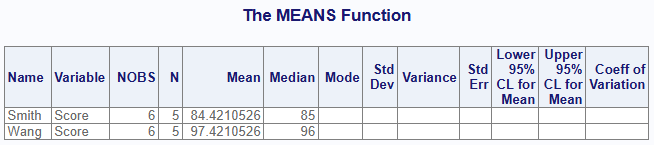 The MEANS Function
Name Variable NOBS N Mean Median Mode Std Dev Variance Std Err Lower 95% CL for Mean Upper 95% CL for Mean Coeff of Variation
Smith Score 6 5 84.4210526 85
Wang Score 6 5 97.4210526 96